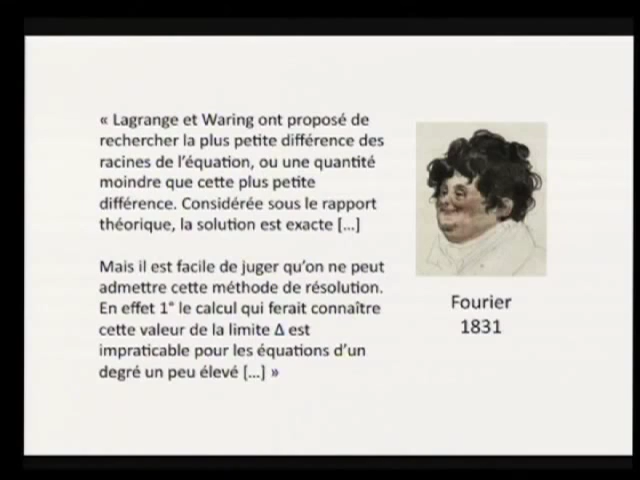 « Lagrange et Waring ont proposé de
rechercher la plus petite différence des
racines de l'équation, ou une quantité
moindre que cette plus petite
différence. Considérée sous le rapport
théorique, la solution est exacte […]
Mais il est facile de juger qu'on ne peut
admettre cette méthode de résolution.
En effet 1° le calcul qui ferait connaître
cette valeur de la limite Δ est
impraticable pour les équations d'un
degré un peu élevé […] »
Fourier
1831